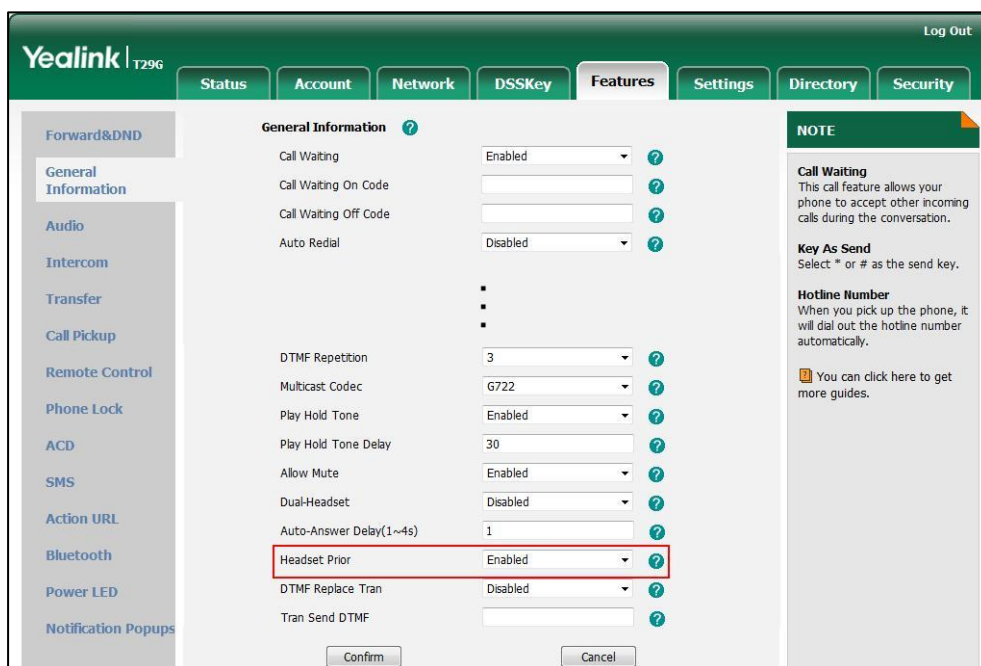 Log Out
Yealink | T29G
Status Account Network DSSKey Features Settings Directory Security
Forward&DND
General
Information
Audio
Intercom
Transfer
Call Pickup
Remote Control
Phone Lock
ACD
SMS
Action URL
Bluetooth
Power LED
Notification Popups
General Information ?
Call Waiting Enabled ?
Call Waiting On Code ?
Call Waiting Off Code ?
Auto Redial Disabled ?
DTMF Repetition 3 ?
Multicast Codec G722 ?
Play Hold Tone Enabled ?
Play Hold Tone Delay 30 ?
Allow Mute Enabled ?
Dual-Headset Disabled ?
Auto-Answer Delay(1~4s) 1 ?
Headset Prior Enabled ?
DTMF Replace Tran Disabled ?
Tran Send DTMF ?
Confirm Cancel
NOTE
Call Waiting
This call feature allows your
phone to accept other incoming
calls during the conversation.
Key As Send
Select * or # as the send key.
Hotline Number
When you pick up the phone, it
will dial out the hotline number
automatically.
? You can click here to get
more guides.